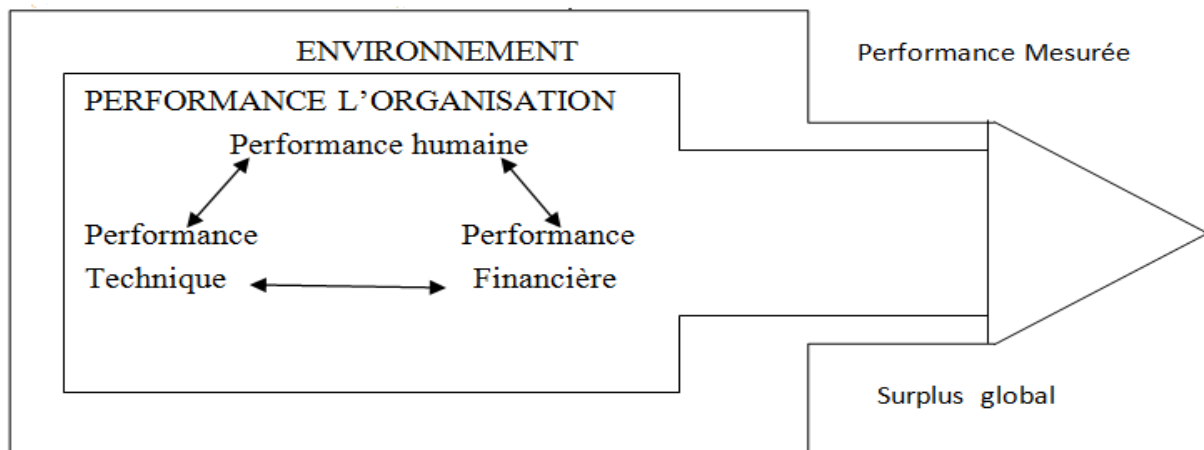 ENVIRONNEMENT
Performance Mesurée
PERFORMANCE L'ORGANISATION
Performance humaine
Performance
Technique
Performance
Financière
Surplus global